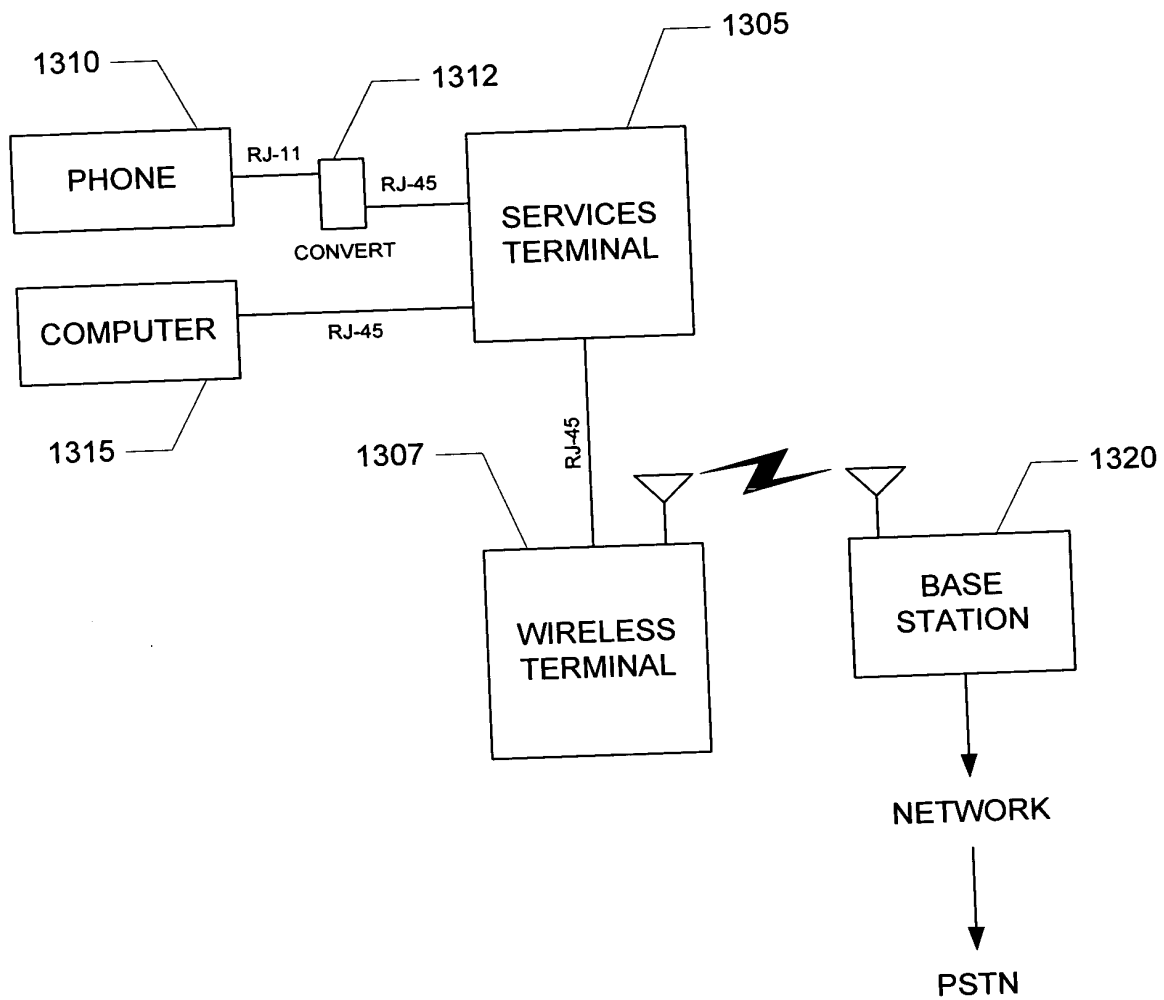 1305
1310
1312
PHONE
RJ-11
RJ-45
CONVERT
SERVICES
TERMINAL
COMPUTER
RJ-45
1315
RJ-45
1307
1320
WIRELESS
TERMINAL
BASE
STATION
NETWORK
PSTN